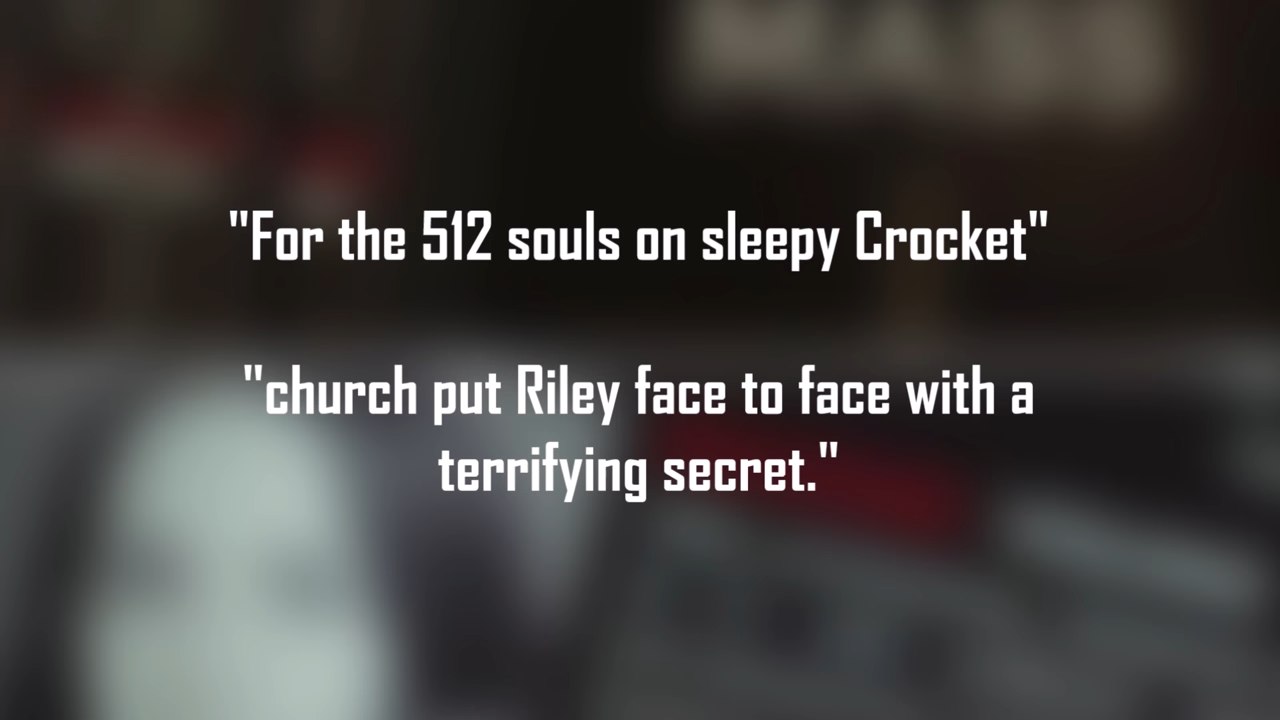 "For the 512 souls on sleepy Crocket"
"church put Riley face to face with a
terrifying secret."